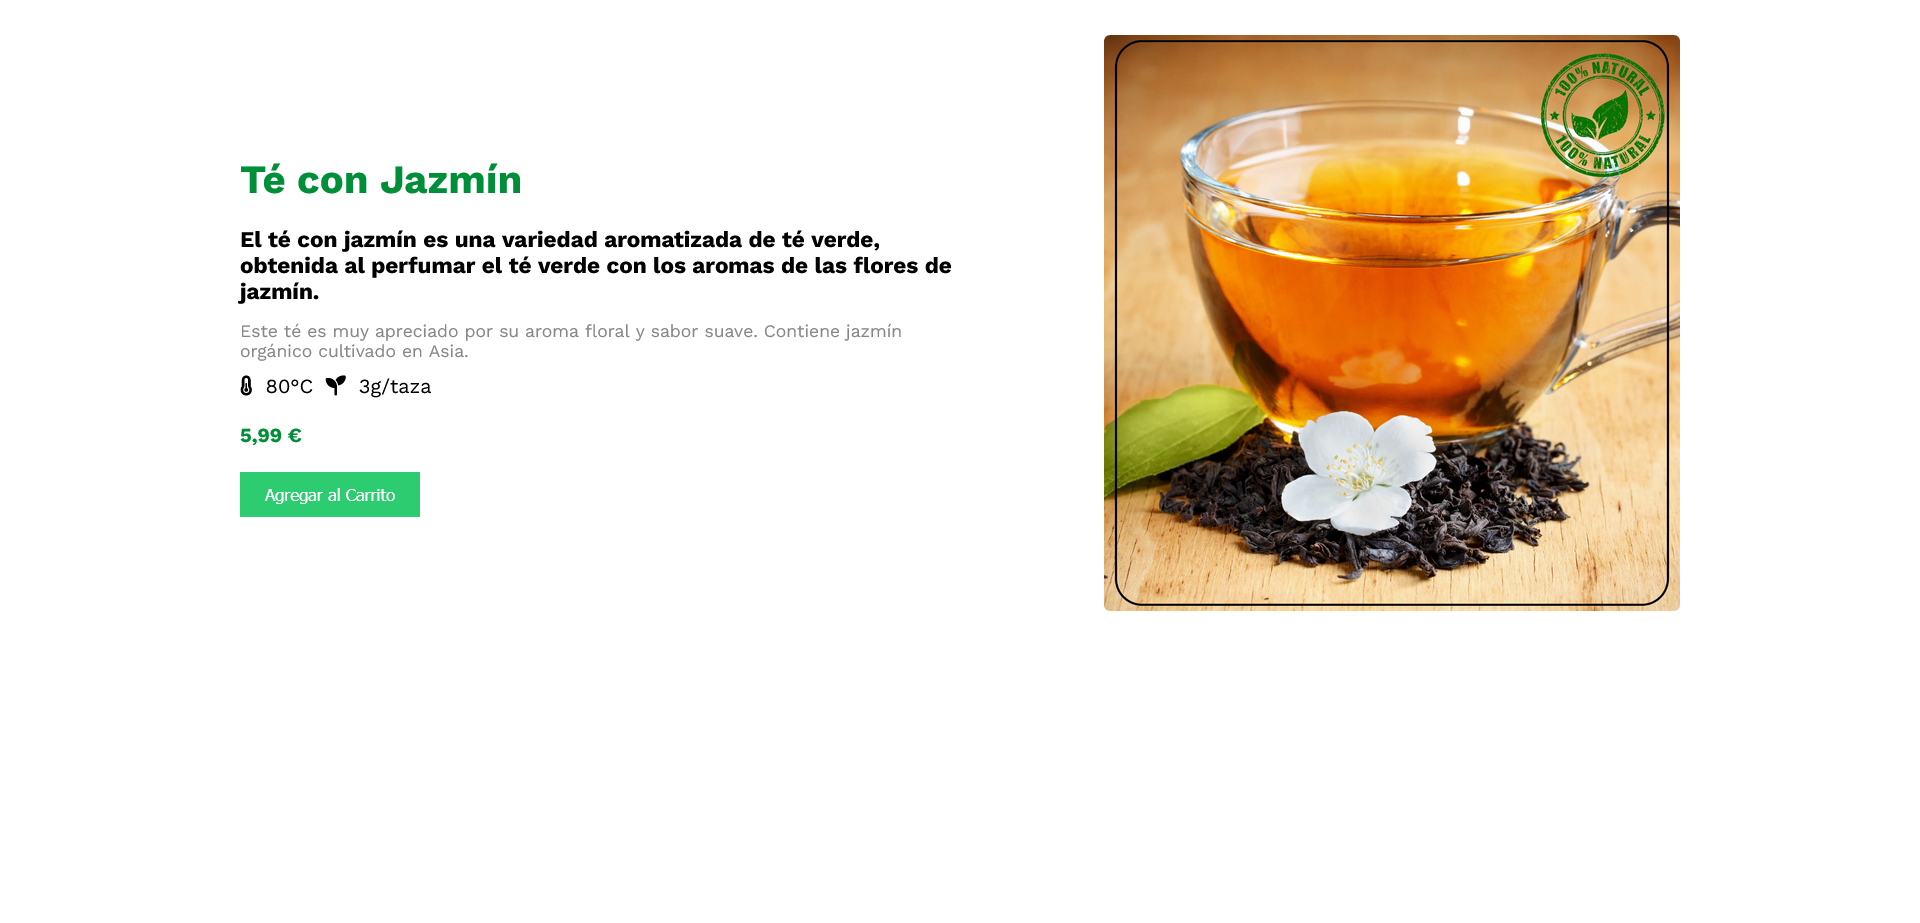 Té con Jazmín
El té con jazmín es una variedad aromatizada de té verde,
obtenida al perfumar el té verde con los aromas de las flores de
jazmín.
Este té es muy apreciado por su aroma floral y sabor suave. Contiene jazmín
orgánico cultivado en Asia.
80°C 3g/taza
5,99 €
Agregar al Carrito
100% NATURAL
100% NATURAL